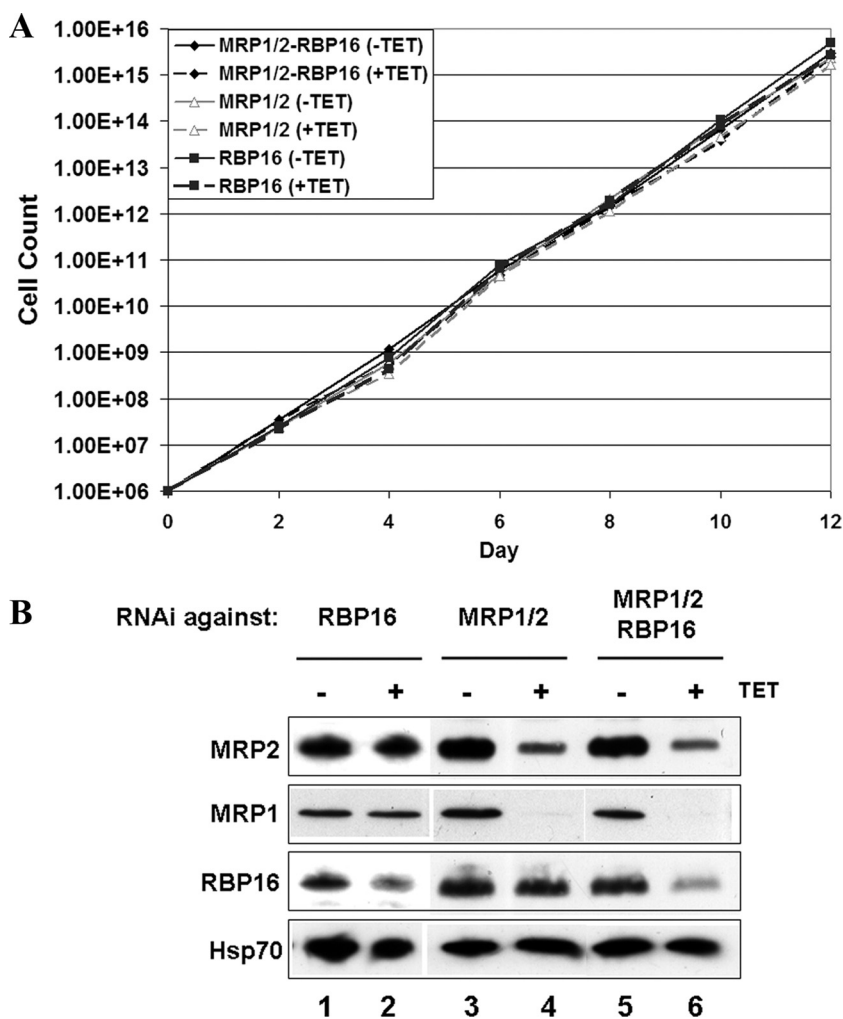 A
1.00E+16
1.00E+15
1.00E+14
1.00E+13
1.00E+12
1.00E+11
1.00E+10
1.00E+09
1.00E+08
1.00E+07
1.00E+06
Cell Count
MRP1/2-RBP16 (-TET)
MRP1/2-RBP16 (+TET)
MRP1/2 (-TET)
MRP1/2 (+TET)
RBP16 (-TET)
RBP16 (+TET)
0 2 4 6 8 10 12
Day
B
RNAi against: RBP16 MRP1/2 MRP1/2 RBP16
- + - + - + TET
MRP2
MRP1
RBP16
Hsp70
1 2 3 4 5 6